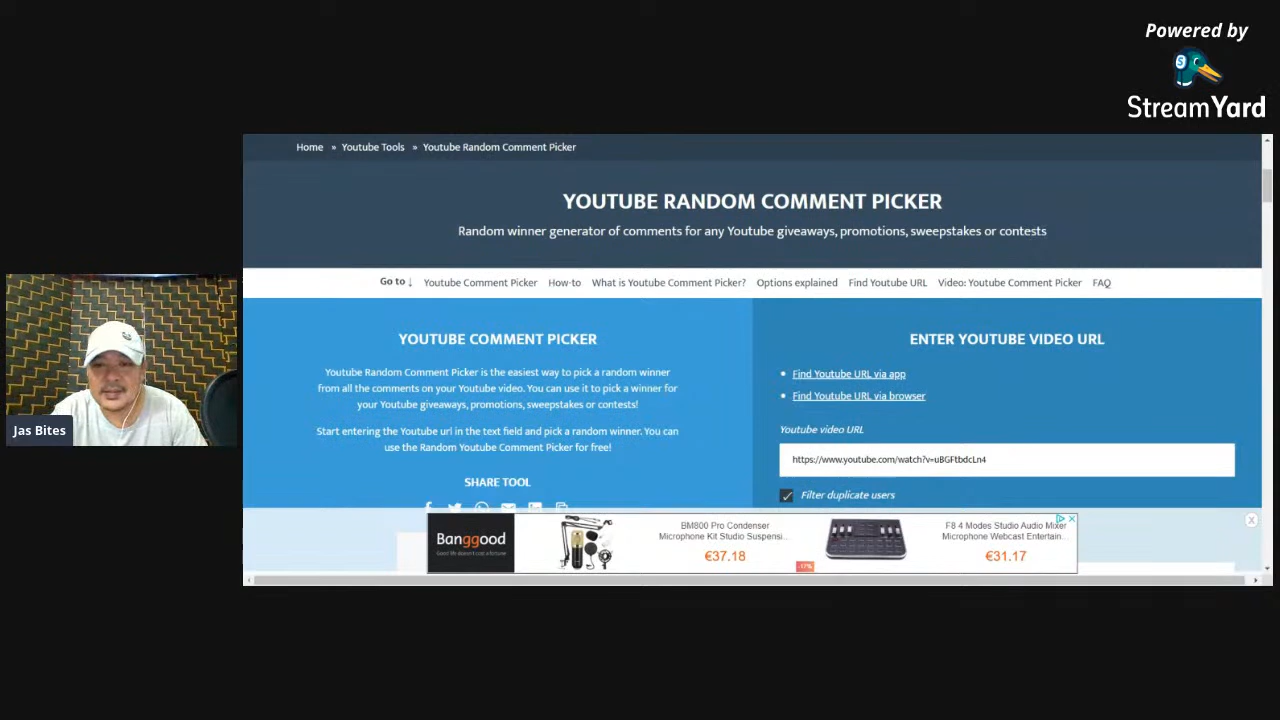 Powered by
StreamYard
Home » Youtube Tools » Youtube Random Comment Picker
YOUTUBE RANDOM COMMENT PICKER
Random winner generator of comments for any Youtube giveaways, promotions, sweepstakes or contests
Go to ↓ Youtube Comment Picker How-to What is Youtube Comment Picker? Options explained Find Youtube URL Video: Youtube Comment Picker FAQ
YOUTUBE COMMENT PICKER
Youtube Random Comment Picker is the easiest way to pick a random winner
from all the comments on your Youtube video. You can use it to pick a winner for
your Youtube giveaways, promotions, sweepstakes or contests!
Start entering the Youtube url in the text field and pick a random winner. You can
use the Random Youtube Comment Picker for free!
SHARE TOOL
ENTER YOUTUBE VIDEO URL
Find Youtube URL via app
Find Youtube URL via browser
Youtube video URL
https://www.youtube.com/watch?v=uBGFtbdcLn4
Filter duplicate users
Jas Bites
Banggood
BM800 Pro Condenser
Microphone Kit Studio Suspensi...
€37.18
-17%
F8 4 Modes Studio Audio Mixer
Microphone Webcast Entertain...
€31.17